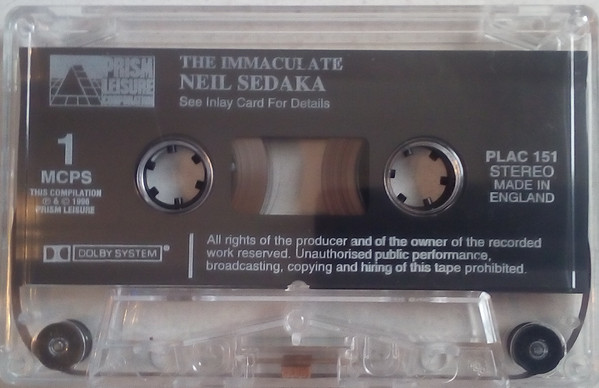 PRISM
LEISURE
CORPORATION
THE IMMACULATE
NEIL SEDAKA
See Inlay Card For Details
1
MCPS
THIS COMPILATION
℗ & © 1996
PRISM LEISURE
PLAC 151
STEREO
MADE IN
ENGLAND
DOLBY SYSTEM®
All rights of the producer and of the owner of the recorded
work reserved. Unauthorised public performance,
broadcasting, copying and hiring of this tape prohibited.